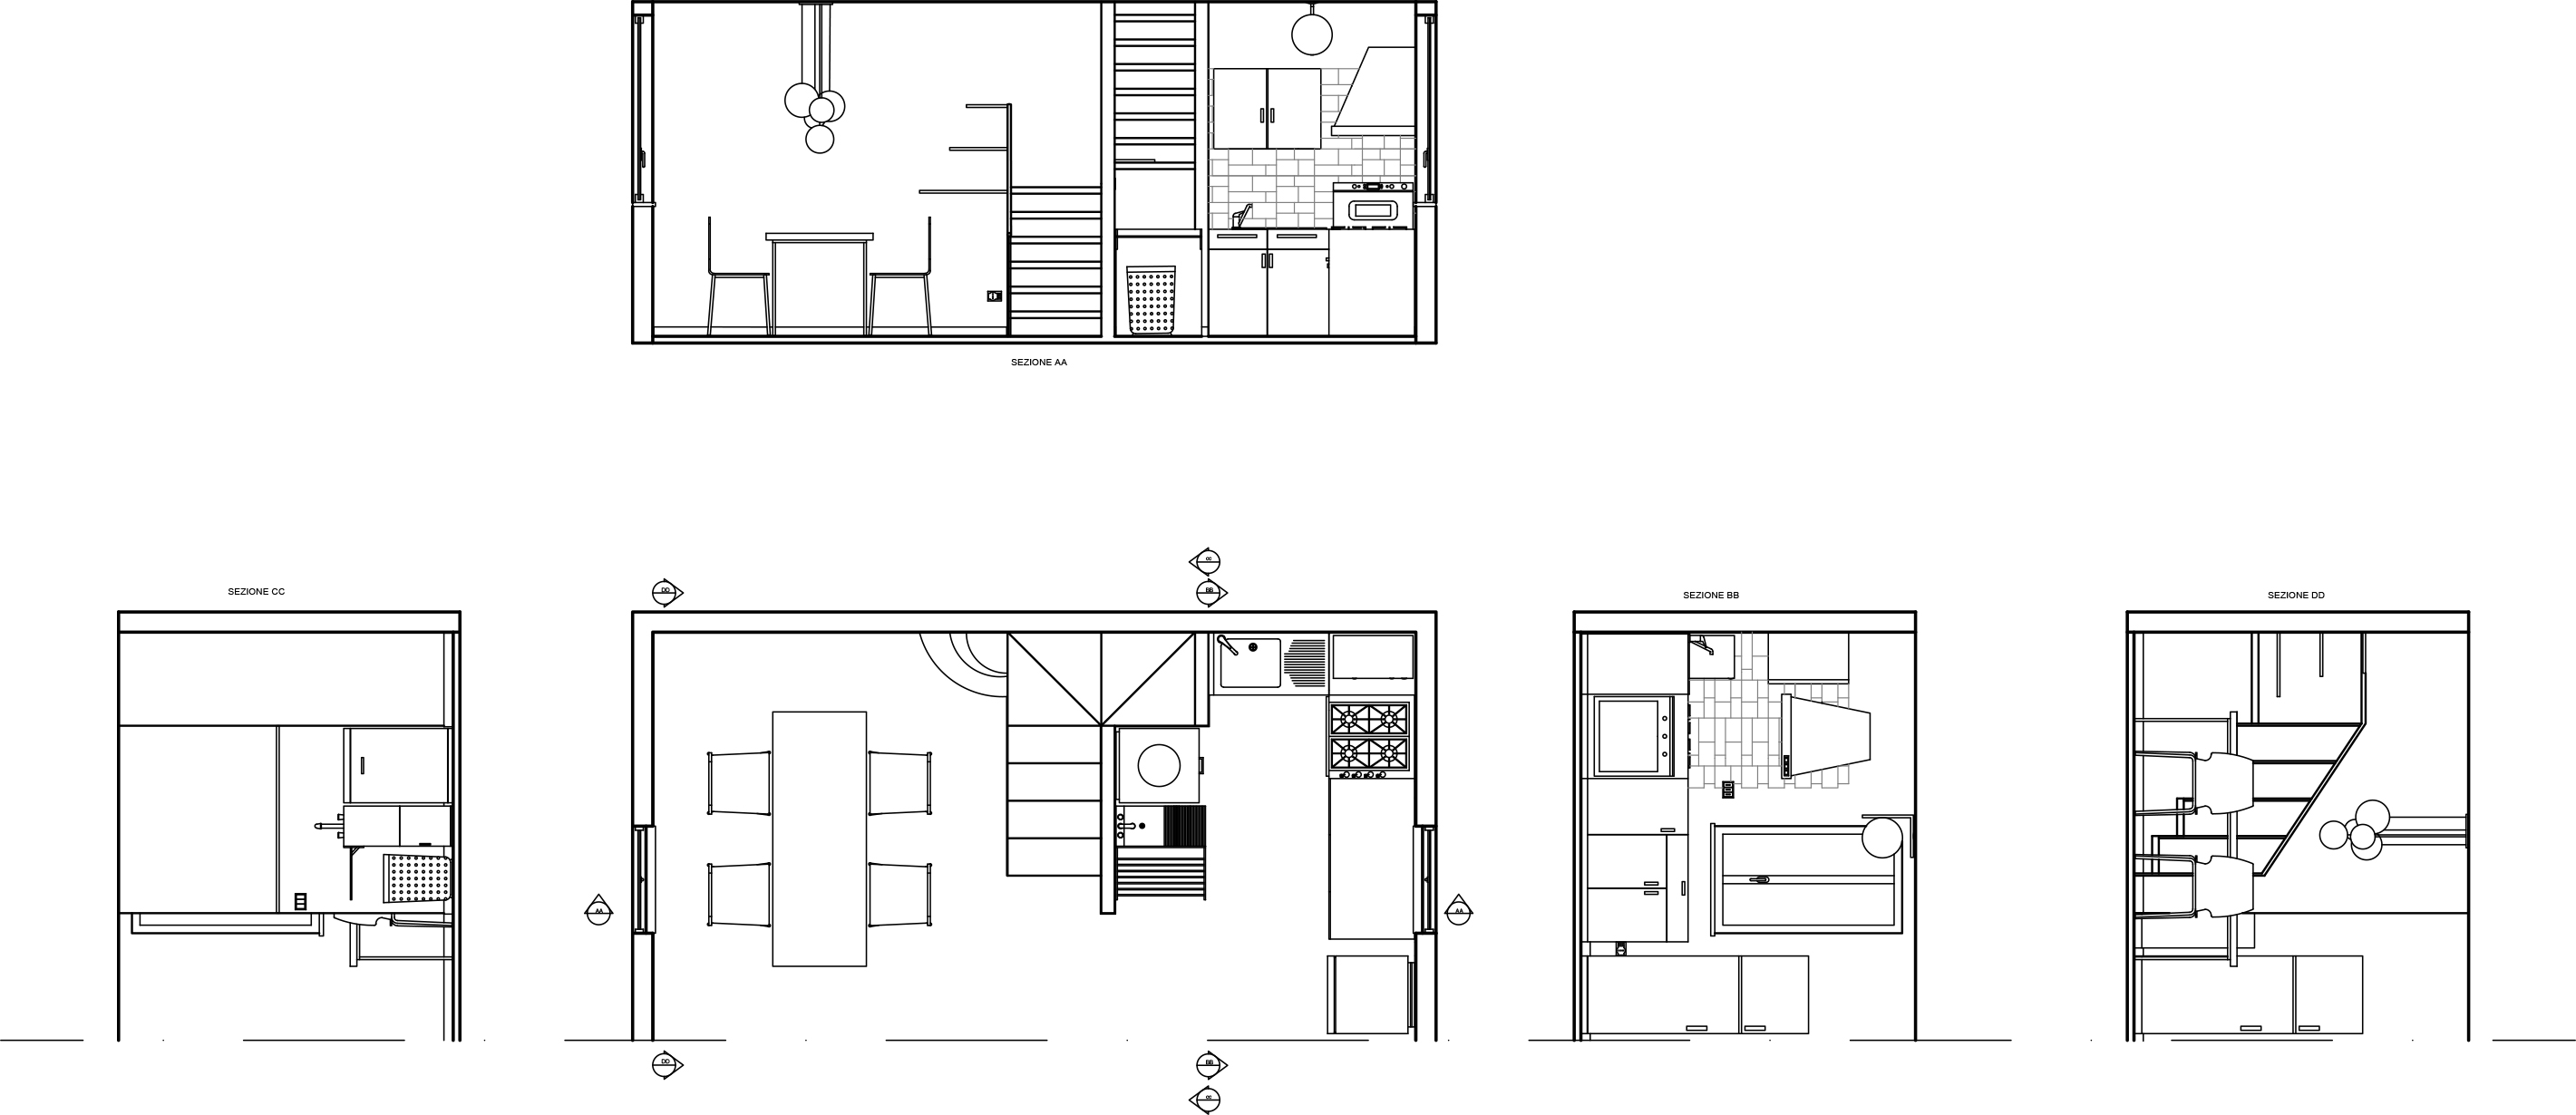 SEZIONE AA
CC
DD
BB
SEZIONE CC
SEZIONE BB
SEZIONE DD
AA
AA
DD
BB
CC